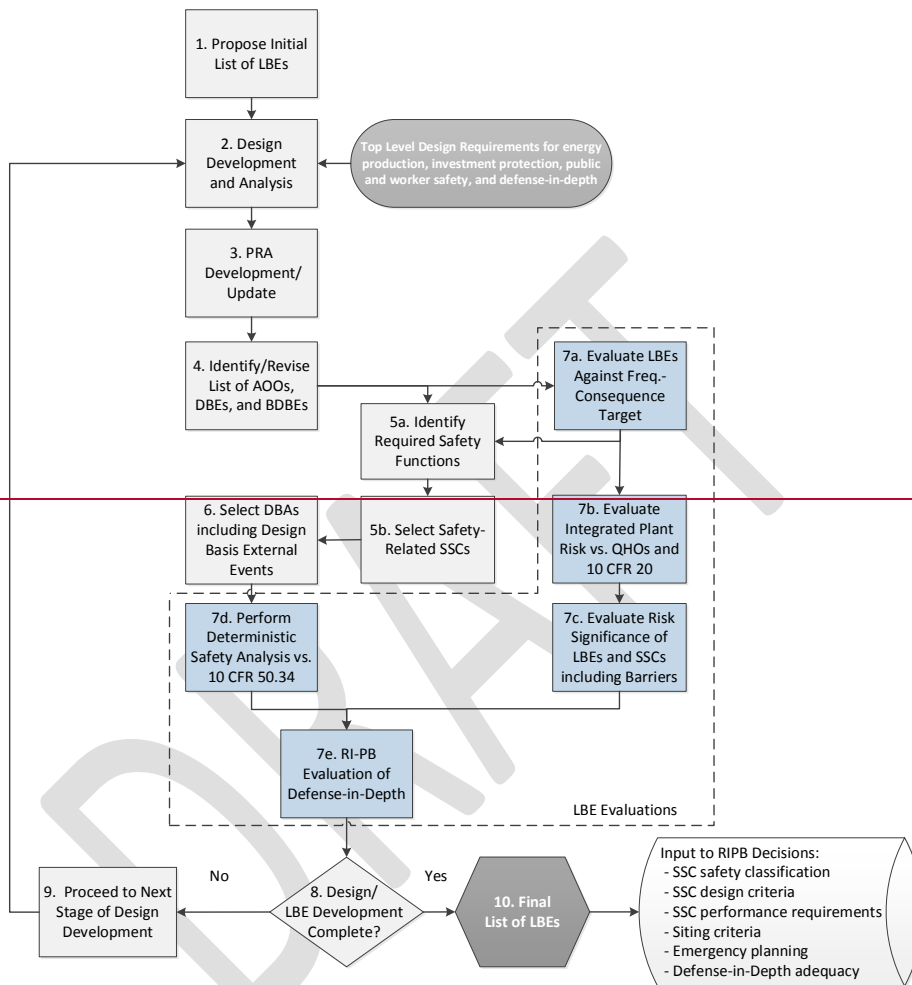 1. Propose Initial
List of LBEs
2. Design
Development
and Analysis
Top Level Design Requirements for energy
production, investment protection, public
and worker safety, and defense-in-depth
3. PRA
Development/
Update
4. Identify/Revise
List of AOOs,
DBEs, and BDBEs
7a. Evaluate LBEs
Against Freq.-
Consequence
Target
5a. Identify
Required Safety
Functions
6. Select DBAs
including Design
Basis External
Events
5b. Select Safety-
Related SSCs
7b. Evaluate
Integrated Plant
Risk vs. QHOs and
10 CFR 20
7d. Perform
Deterministic
Safety Analysis vs.
10 CFR 50.34
7c. Evaluate Risk
Significance of
LBEs and SSCs
including Barriers
7e. RI-PB
Evaluation of
Defense-in-Depth
LBE Evaluations
9. Proceed to Next
Stage of Design
Development
No
8. Design/
LBE Development
Complete?
Yes
10. Final
List of LBEs
Input to RIPB Decisions:
- SSC safety classification
- SSC design criteria
- SSC performance requirements
- Siting criteria
- Emergency planning
- Defense-in-Depth adequacy
DRAFT